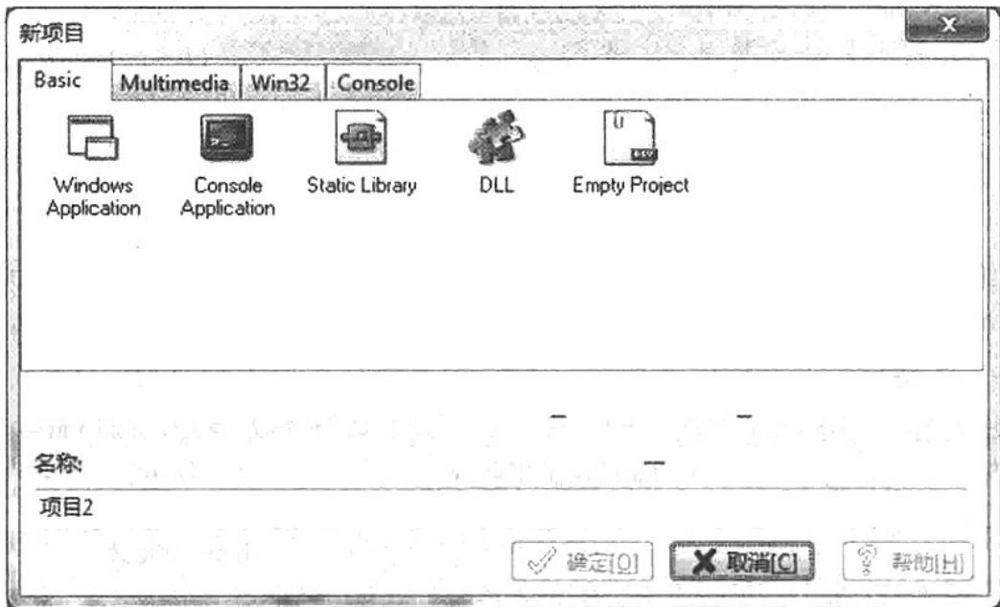 新项目
Basic
Multimedia
Win32
Console
Windows
Application
Console
Application
Static Library
DLL
Empty Project
名称:
项目2
确定[O]
取消[C]
帮助[H]